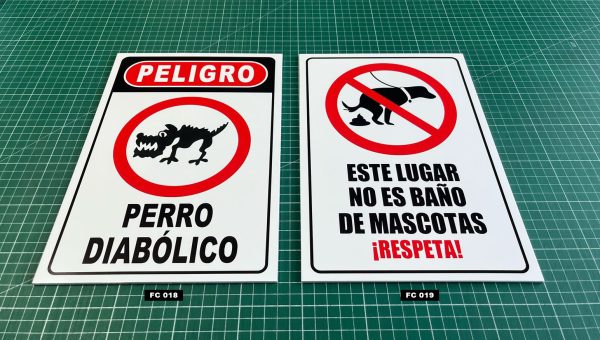 PELIGRO
PERRO
DIABÓLICO
FC 018
ESTE LUGAR
NO ES BAÑO
DE MASCOTAS
¡RESPETA!
FC 019